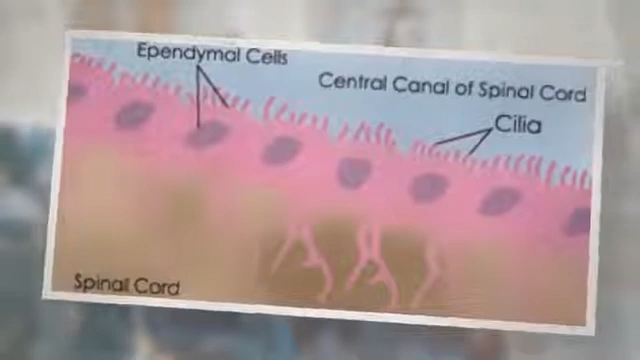 Ependymal Cells
Central Canal of Spinal Cord
Cilia
Spinal Cord